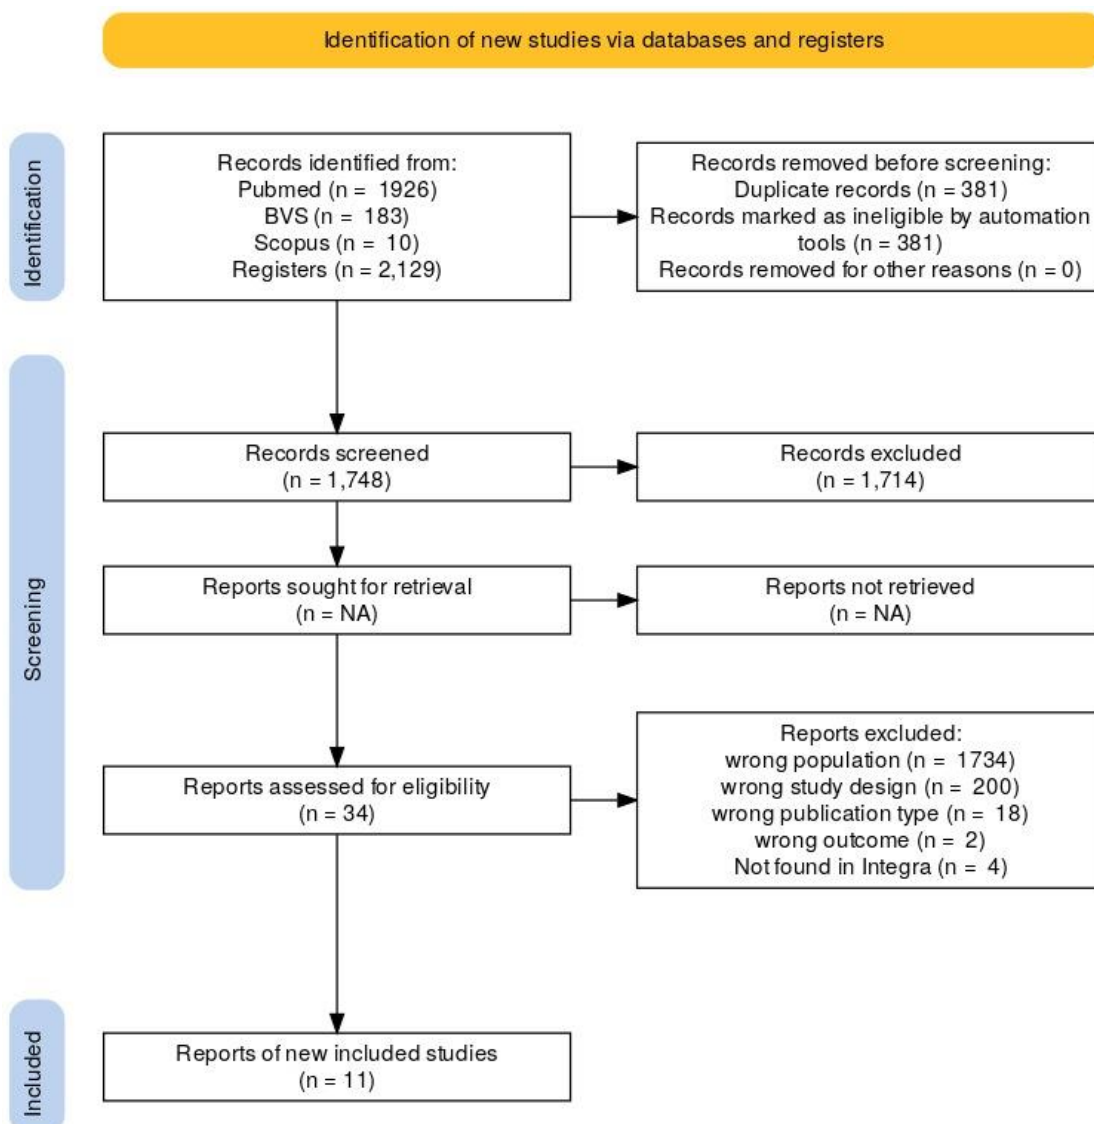 Identification of new studies via databases and registers
Identification
Records identified from:
Pubmed (n = 1926)
BVS (n = 183)
Scopus (n = 10)
Registers (n = 2,129)
Records removed before screening:
Duplicate records (n = 381)
Records marked as ineligible by automation
tools (n = 381)
Records removed for other reasons (n = 0)
Screening
Records screened
(n = 1,748)
Records excluded
(n = 1,714)
Reports sought for retrieval
(n = NA)
Reports not retrieved
(n = NA)
Reports assessed for eligibility
(n = 34)
Reports excluded:
wrong population (n = 1734)
wrong study design (n = 200)
wrong publication type (n = 18)
wrong outcome (n = 2)
Not found in Integra (n = 4)
Included
Reports of new included studies
(n = 11)